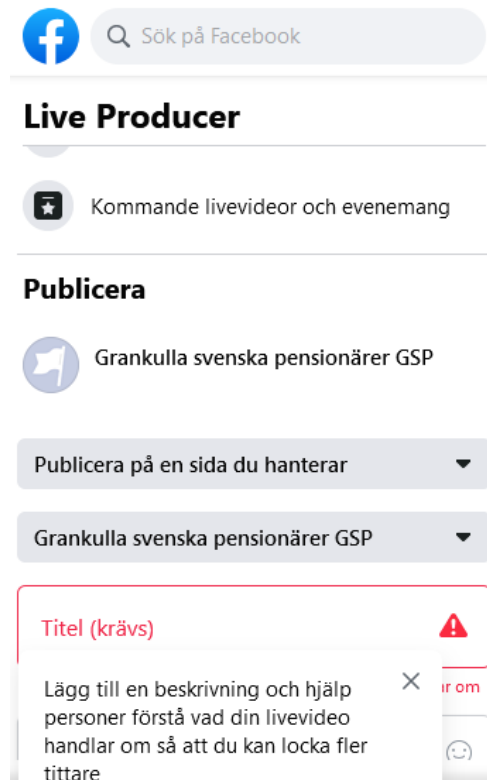 Sök på Facebook
Live Producer
Kommande livevideor och evenemang
Publicera
Grankulla svenska pensionärer GSP
Publicera på en sida du hanterar
Grankulla svenska pensionärer GSP
Titel (krävs)
om
Lägg till en beskrivning och hjälp
personer förstå vad din livevideo
handlar om så att du kan locka fler
tittare